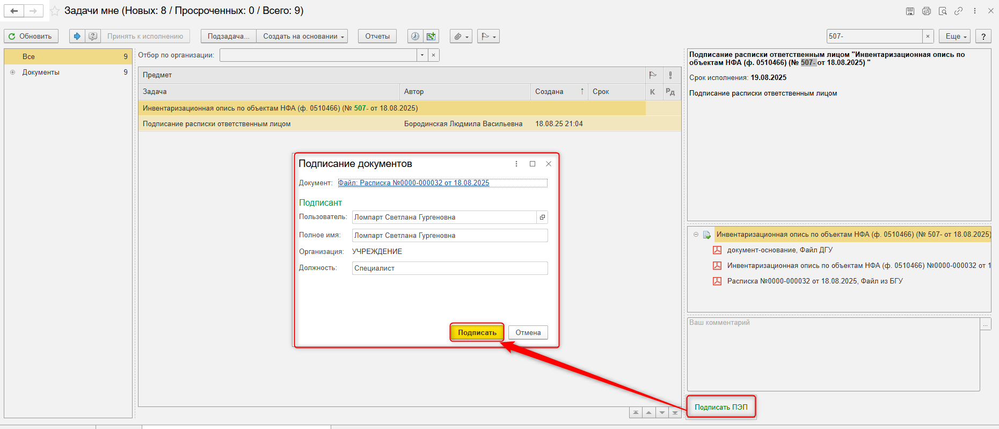 Задачи мне (Новых: 8 / Просроченных: 0 / Всего: 9)
Обновить
Принять к исполнению
Подзадача...
Создать на основании
Отчеты
507-
×
Еще
?
Все 9
Документы 9
Отбор по организации:
Предмет
Задача
Автор
Создана ↑
Срок
К
Рд
Инвентаризационная опись по объектам НФА (ф. 0510466) (№ 507- от 18.08.2025)
Подписание расписки ответственным лицом
Бородинская Людмила Васильевна
18.08.25 21:04
Подписание документов
Документ: Файл: Расписка №0000-000032 от 18.08.2025
Подписант
Пользователь: Ломпарт Светлана Гургеновна
Полное имя: Ломпарт Светлана Гургеновна
Организация: УЧРЕЖДЕНИЕ
Должность: Специалист
Подписать
Отмена
Подписание расписки ответственным лицом "Инвентаризационная опись по
объектам НФА (ф. 0510466) (№ 507- от 18.08.2025) "
Срок исполнения: 19.08.2025
Подписание расписки ответственным лицом
Инвентаризационная опись по объектам НФА (ф. 0510466) (№ 507- от 18.08.2025)
документ-основание, Файл ДГУ
Инвентаризационная опись по объектам НФА (ф. 0510466) №0000-000032 от 1
Расписка №0000-000032 от 18.08.2025, Файл из БГУ
Ваш комментарий
...
Подписать ПЭП